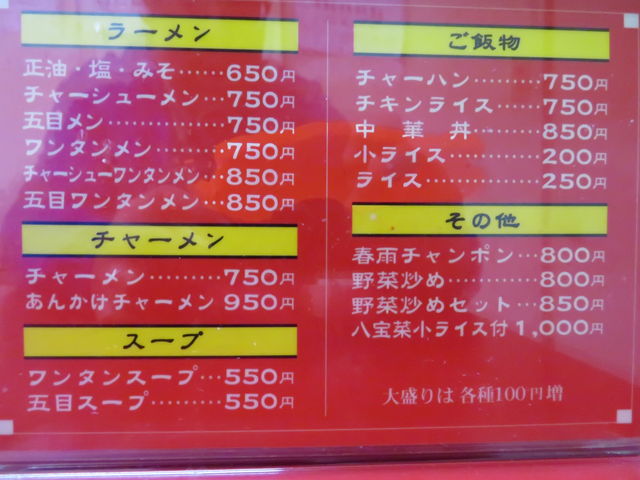 ラーメン
正油・塩・みそ……650円
チャーシューメン…750円
五目メン…………750円
ワンタンメン……750円
チャーシューワンタンメン…850円
五目ワンタンメン…850円
チャーメン
チャーメン………750円
あんかけチャーメン 950円
スープ
ワンタンスープ…550円
五目スープ………550円
ご飯物
チャーハン………750円
チキンライス……750円
中華丼…………850円
小ライス…………200円
ライス……………250円
その他
春雨チャンポン…800円
野菜炒め…………800円
野菜炒めセット…850円
八宝菜小ライス付 1,000円
大盛りは 各種100円増